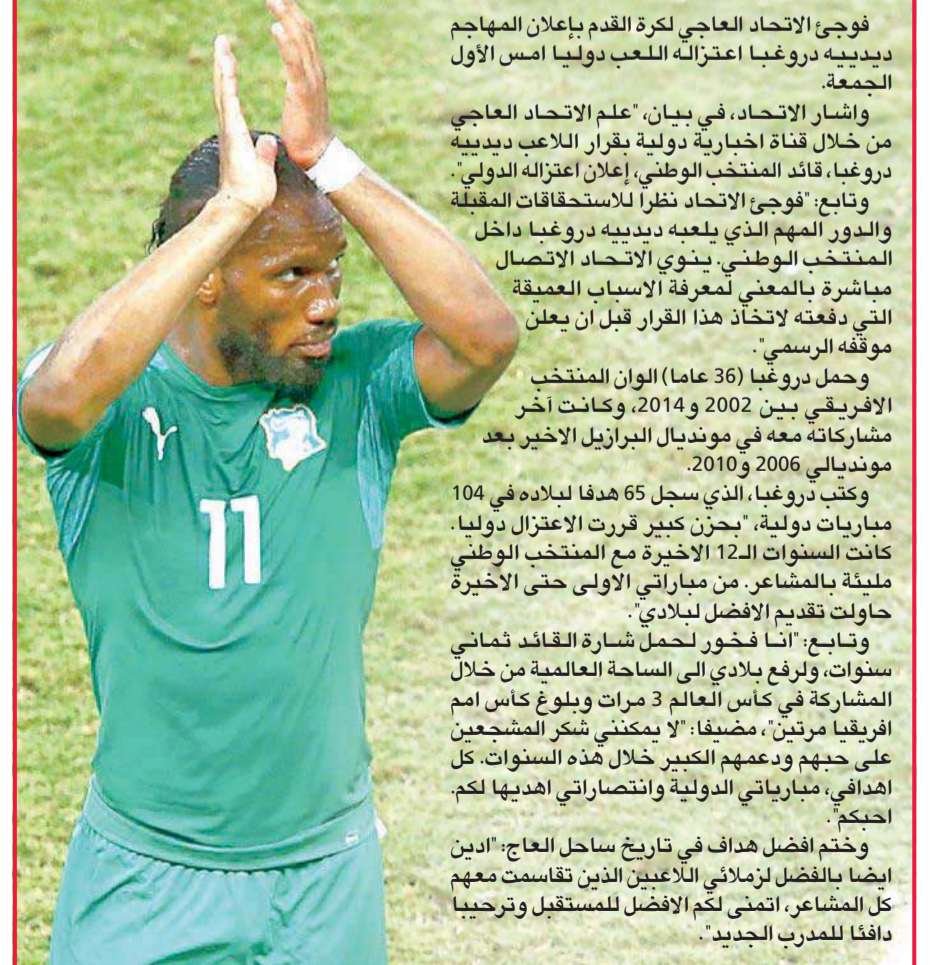 فوجئ الاتحاد العاجي لكرة القدم بإعلان المهاجم
ديدييه دروغبا اعتزاله اللعب دوليا امس الأول
الجمعة.
واشار الاتحاد، في بيان، "علم الاتحاد العاجي
من خلال قناة اخبارية دولية بقرار اللاعب ديدييه
دروغبا، قائد المنتخب الوطني، إعلان اعتزاله الدولي".
وتابع: "فوجئ الاتحاد نظرا للاستحقاقات المقبلة
والدور المهم الذي يلعبه ديدييه دروغبا داخل
المنتخب الوطني. ينوي الاتحاد الاتصال
مباشرة بالمعني لمعرفة الاسباب العميقة
التي دفعته لاتخاذ هذا القرار قبل ان يعلن
موقفه الرسمي".
وحمل دروغبا (36 عاما) الوان المنتخب
الافريقي بين 2002 و2014، وكانت آخر
مشاركاته معه في مونديال البرازيل الاخير بعد
مونديالي 2006 و2010.
وكتب دروغبا، الذي سجل 65 هدفا لبلاده في 104
مباريات دولية، "بحزن كبير قررت الاعتزال دوليا.
كانت السنوات الـ12 الاخيرة مع المنتخب الوطني
مليئة بالمشاعر. من مباراتي الاولى حتى الاخيرة
حاولت تقديم الافضل لبلادي".
وتابع: "انا فخور لحمل شارة القائد ثماني
سنوات، ولرفع بلادي الى الساحة العالمية من خلال
المشاركة في كأس العالم 3 مرات وبلوغ كأس امم
افريقيا مرتين"، مضيفا: "لا يمكنني شكر المشجعين
على حبهم ودعمهم الكبير خلال هذه السنوات. كل
اهدافي، مبارياتي الدولية وانتصاراتي اهديها لكم.
احبكم".
وختم افضل هداف في تاريخ ساحل العاج: "ادين
ايضا بالفضل لزملائي اللاعبين الذين تقاسمت معهم
كل المشاعر، اتمنى لكم الافضل للمستقبل وترحيبا
دافئا للمدرب الجديد".
11